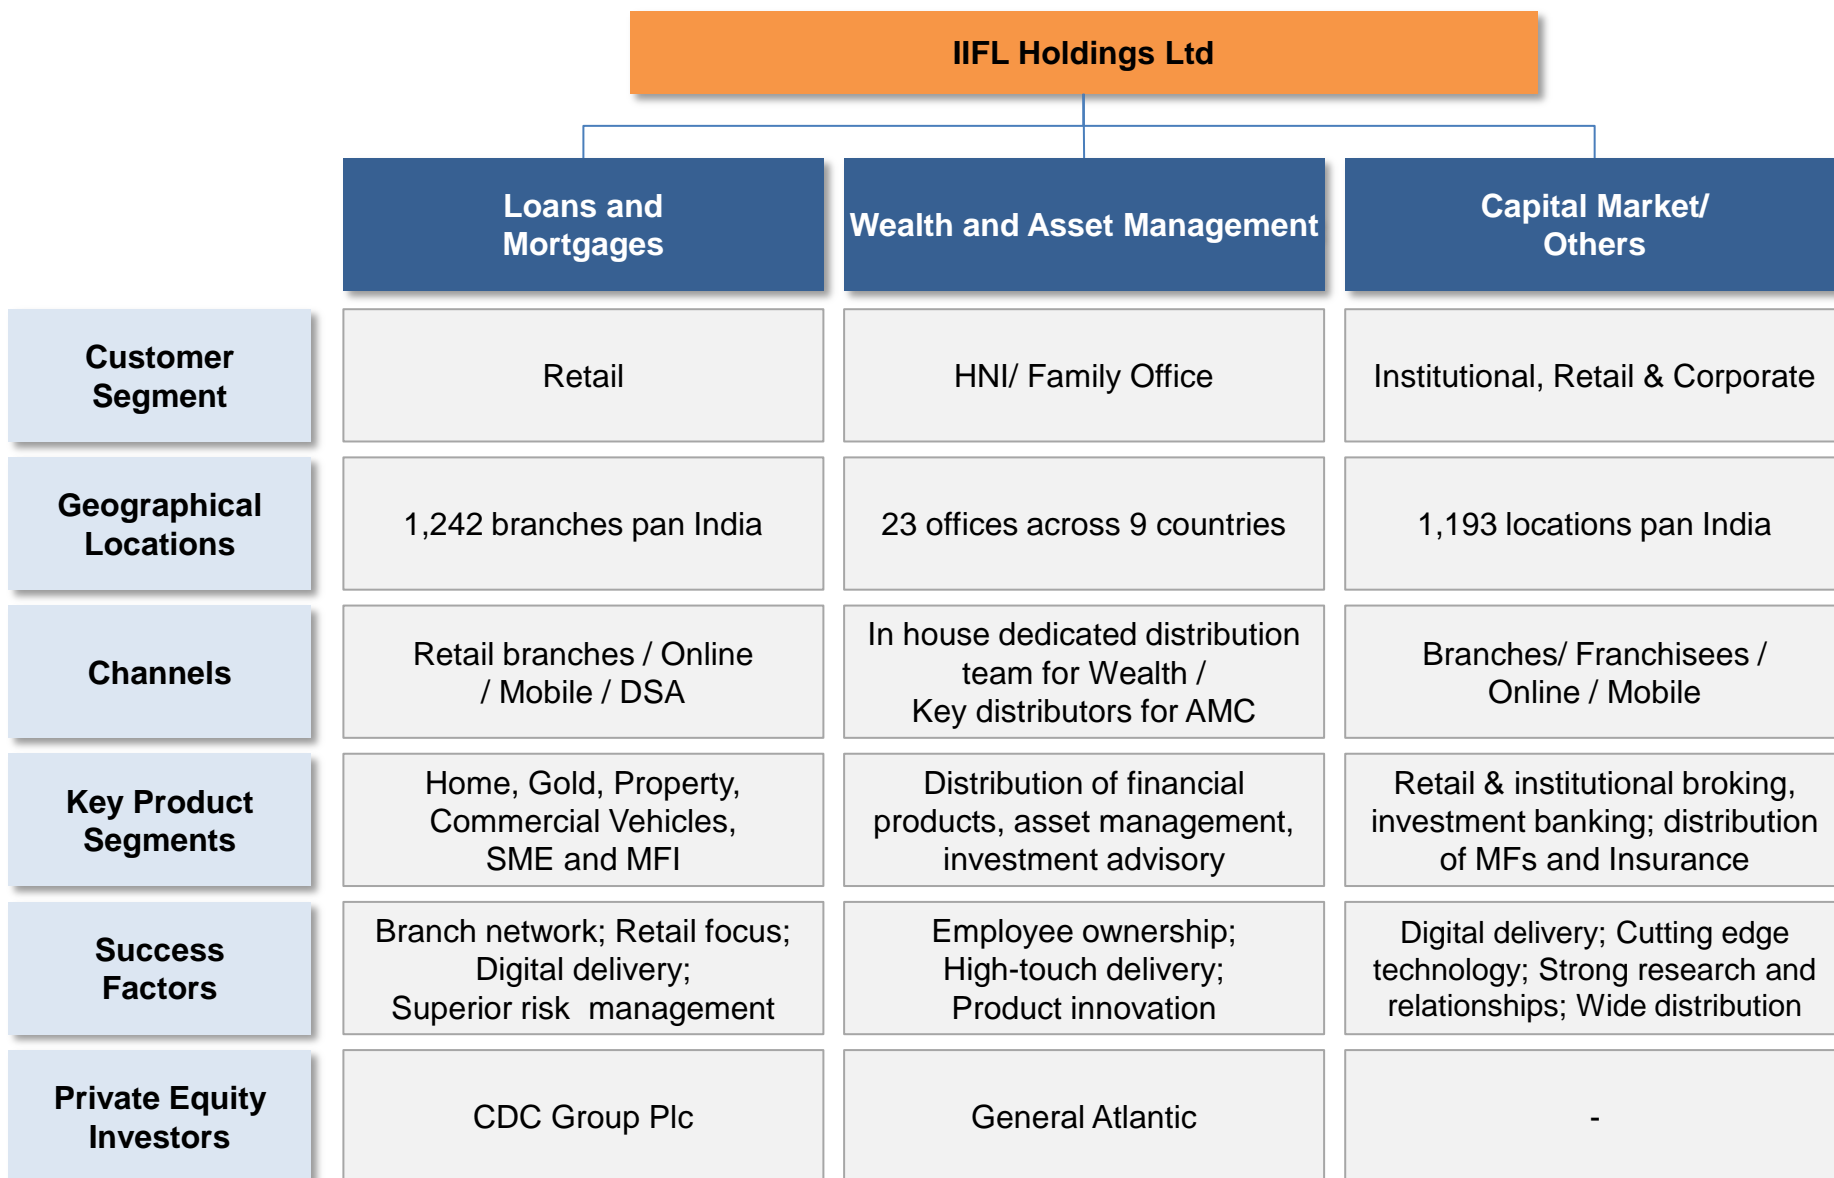 IIFL Holdings Ltd
Loans and
Mortgages
Wealth and Asset Management
Capital Market/
Others
Customer
Segment
Retail
HNI/ Family Office
Institutional, Retail & Corporate
Geographical
Locations
1,242 branches pan India
23 offices across 9 countries
1,193 locations pan India
Channels
Retail branches / Online
/ Mobile / DSA
In house dedicated distribution
team for Wealth /
Key distributors for AMC
Branches/ Franchisees /
Online / Mobile
Key Product
Segments
Home, Gold, Property,
Commercial Vehicles,
SME and MFI
Distribution of financial
products, asset management,
investment advisory
Retail & institutional broking,
investment banking; distribution
of MFs and Insurance
Success
Factors
Branch network; Retail focus;
Digital delivery;
Superior risk  management
Employee ownership;
High-touch delivery;
Product innovation
Digital delivery; Cutting edge
technology; Strong research and
relationships; Wide distribution
Private Equity
Investors
CDC Group Plc
General Atlantic
-